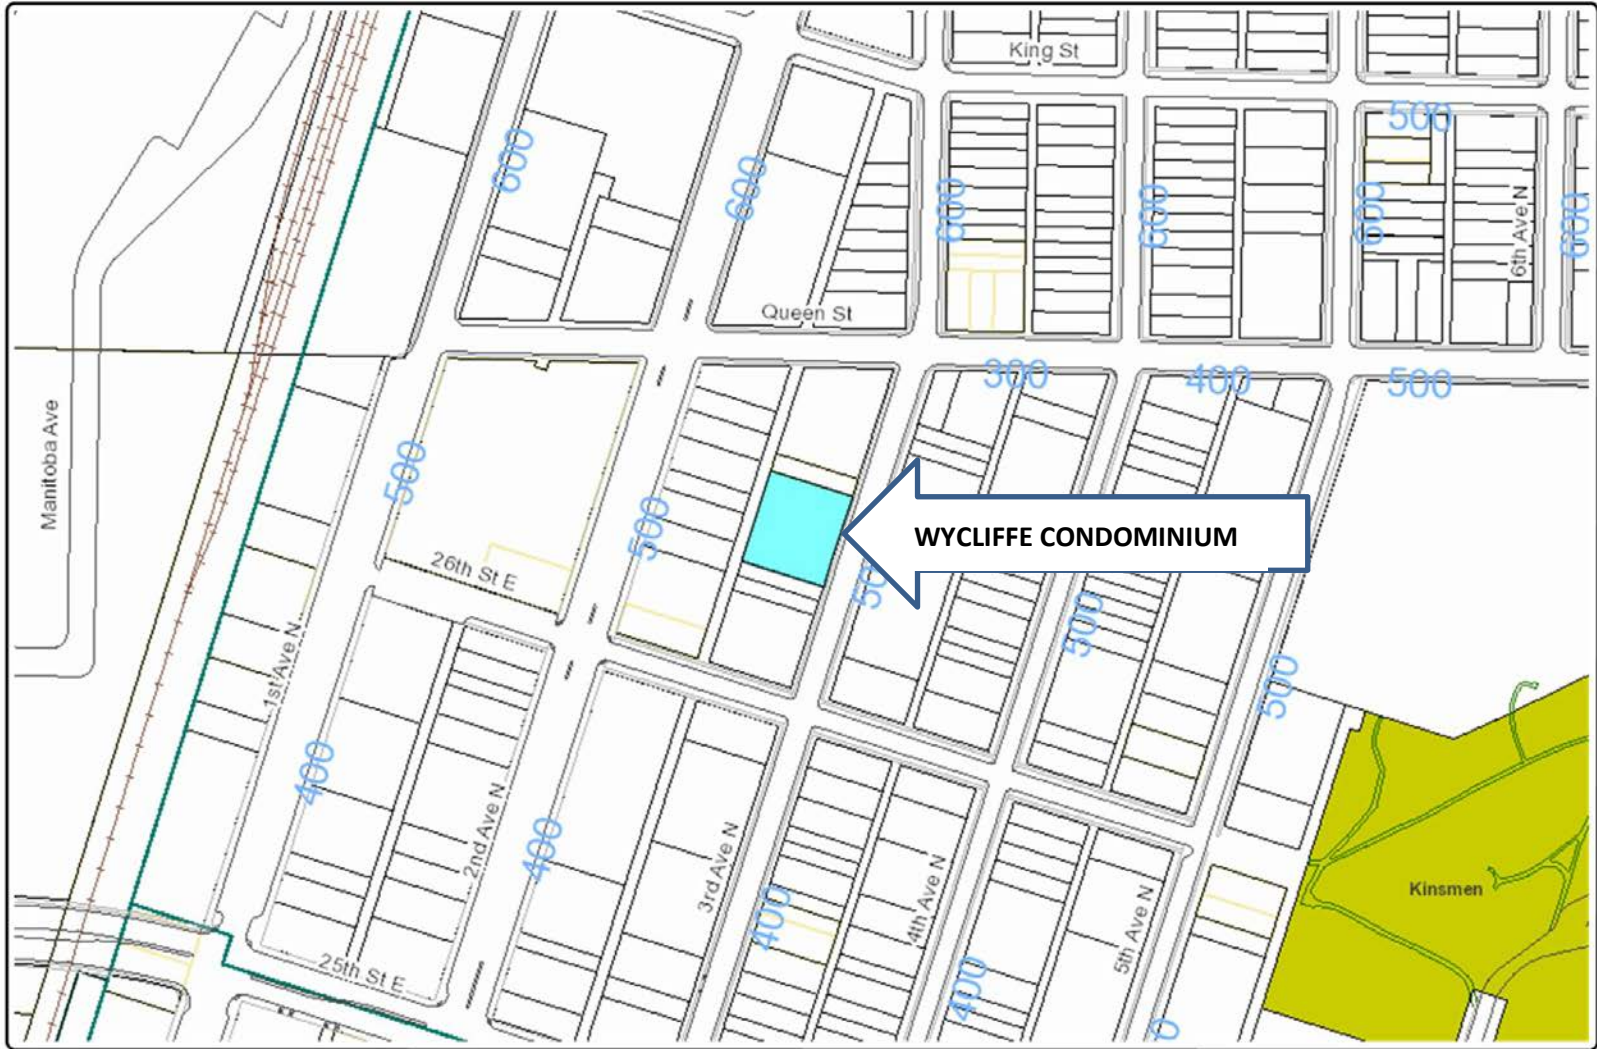 King St
500
600
600
600
600
600
6th Ave N
600
Queen St
300
400
500
Manitoba Ave
500
500
WYCLIFFE CONDOMINIUM
26th St E
500
500
1st Ave N
400
2nd Ave N
400
3rd Ave N
400
4th Ave N
400
5th Ave N
Kinsmen
25th St E